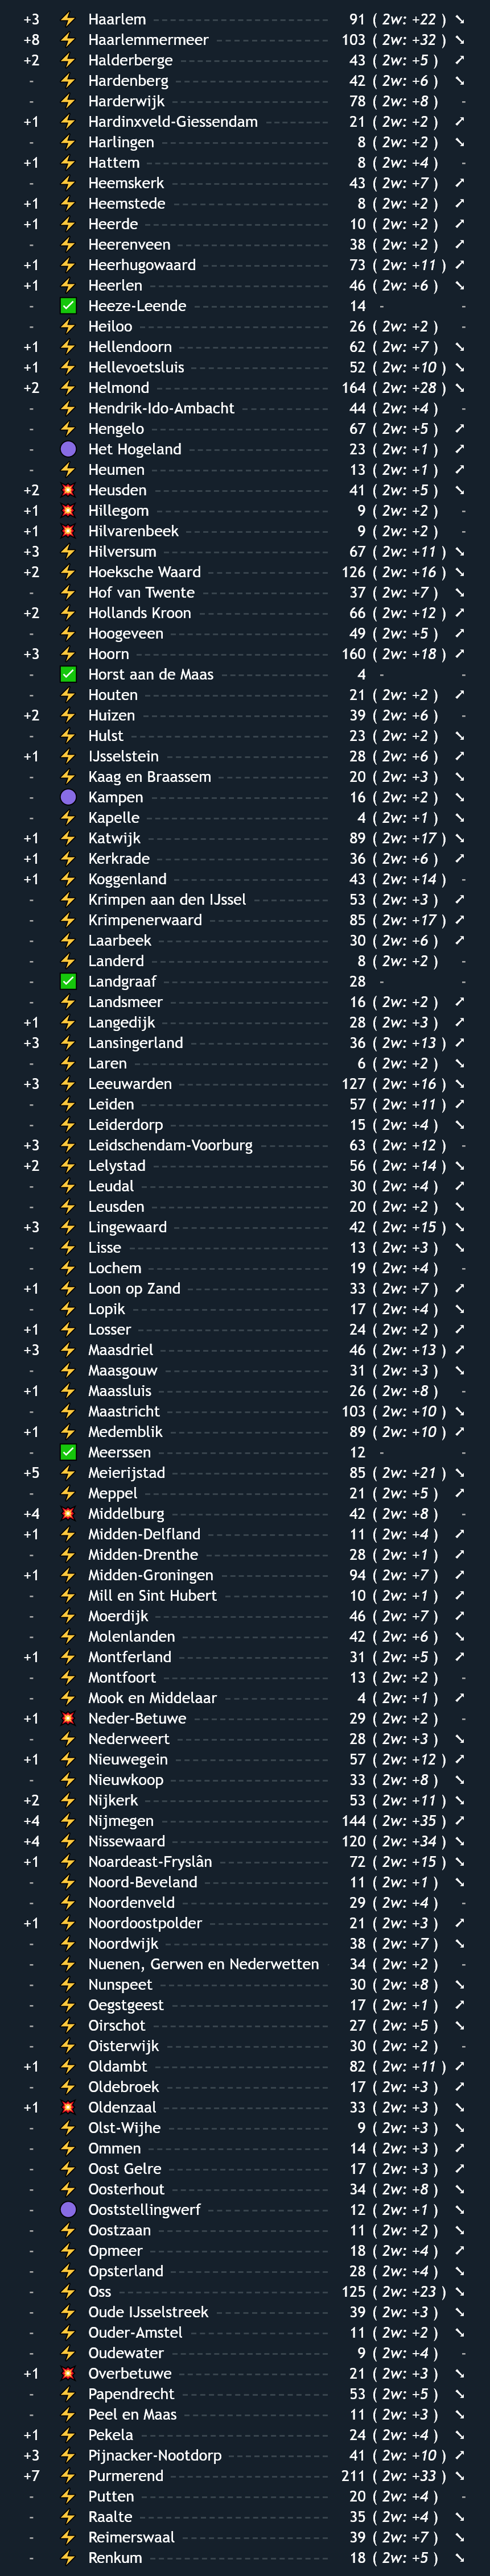 +3 Haarlem 91 ( 2w: +22 ) ↘
+8 Haarlemmermeer 103 ( 2w: +32 ) ↘
+2 Halderberge 43 ( 2w: +5 ) ↗
- Hardenberg 42 ( 2w: +6 ) ↘
- Harderwijk 78 ( 2w: +8 ) -
+1 Hardinxveld-Giessendam 21 ( 2w: +2 ) ↗
- Harlingen 8 ( 2w: +2 ) ↘
+1 Hattem 8 ( 2w: +4 ) -
- Heemskerk 43 ( 2w: +7 ) ↗
+1 Heemstede 8 ( 2w: +2 ) ↗
+1 Heerde 10 ( 2w: +2 ) ↗
- Heerenveen 38 ( 2w: +2 ) ↗
+1 Heerhugowaard 73 ( 2w: +11 ) ↗
+1 Heerlen 46 ( 2w: +6 ) ↘
- Heeze-Leende 14 - -
- Heiloo 26 ( 2w: +2 ) -
+1 Hellendoorn 62 ( 2w: +7 ) ↘
+1 Hellevoetsluis 52 ( 2w: +10 ) ↘
+2 Helmond 164 ( 2w: +28 ) ↘
- Hendrik-Ido-Ambacht 44 ( 2w: +4 ) -
- Hengelo 67 ( 2w: +5 ) ↗
- Het Hogeland 23 ( 2w: +1 ) ↗
- Heumen 13 ( 2w: +1 ) ↗
+2 Heusden 41 ( 2w: +5 ) ↘
+1 Hillegom 9 ( 2w: +2 ) -
+1 Hilvarenbeek 9 ( 2w: +2 ) -
+3 Hilversum 67 ( 2w: +11 ) ↘
+2 Hoeksche Waard 126 ( 2w: +16 ) ↘
- Hof van Twente 37 ( 2w: +7 ) ↘
+2 Hollands Kroon 66 ( 2w: +12 ) ↗
- Hoogeveen 49 ( 2w: +5 ) ↗
+3 Hoorn 160 ( 2w: +18 ) ↗
- Horst aan de Maas 4 - -
- Houten 21 ( 2w: +2 ) ↗
+2 Huizen 39 ( 2w: +6 ) -
- Hulst 23 ( 2w: +2 ) ↘
+1 IJsselstein 28 ( 2w: +6 ) ↗
- Kaag en Braassem 20 ( 2w: +3 ) ↘
- Kampen 16 ( 2w: +2 ) ↘
- Kapelle 4 ( 2w: +1 ) ↘
+1 Katwijk 89 ( 2w: +17 ) ↘
+1 Kerkrade 36 ( 2w: +6 ) ↗
+1 Koggenland 43 ( 2w: +14 ) -
- Krimpen aan den IJssel 53 ( 2w: +3 ) ↗
- Krimpenerwaard 85 ( 2w: +17 ) ↗
- Laarbeek 30 ( 2w: +6 ) ↗
- Landerd 8 ( 2w: +2 ) -
- Landgraaf 28 - -
- Landsmeer 16 ( 2w: +2 ) ↗
+1 Langedijk 28 ( 2w: +3 ) ↗
+3 Lansingerland 36 ( 2w: +13 ) ↗
- Laren 6 ( 2w: +2 ) ↘
+3 Leeuwarden 127 ( 2w: +16 ) ↘
- Leiden 57 ( 2w: +11 ) ↗
- Leiderdorp 15 ( 2w: +4 ) ↘
+3 Leidschendam-Voorburg 63 ( 2w: +12 ) -
+2 Lelystad 56 ( 2w: +14 ) ↘
- Leudal 30 ( 2w: +4 ) ↗
- Leusden 20 ( 2w: +2 ) ↘
+3 Lingewaard 42 ( 2w: +15 ) ↘
- Lisse 13 ( 2w: +3 ) ↘
- Lochem 19 ( 2w: +4 ) -
+1 Loon op Zand 33 ( 2w: +7 ) ↗
- Lopik 17 ( 2w: +4 ) ↘
+1 Losser 24 ( 2w: +2 ) ↗
+3 Maasdriel 46 ( 2w: +13 ) ↗
- Maasgouw 31 ( 2w: +3 ) ↘
+1 Maassluis 26 ( 2w: +8 ) -
- Maastricht 103 ( 2w: +10 ) ↘
+1 Medemblik 89 ( 2w: +10 ) ↗
- Meerssen 12 - -
+5 Meierijstad 85 ( 2w: +21 ) ↘
- Meppel 21 ( 2w: +5 ) ↗
+4 Middelburg 42 ( 2w: +8 ) -
+1 Midden-Delfland 11 ( 2w: +4 ) ↗
- Midden-Drenthe 28 ( 2w: +1 ) ↗
+1 Midden-Groningen 94 ( 2w: +7 ) ↗
- Mill en Sint Hubert 10 ( 2w: +1 ) ↗
- Moerdijk 46 ( 2w: +7 ) ↗
- Molenlanden 42 ( 2w: +6 ) ↘
+1 Montferland 31 ( 2w: +5 ) ↗
- Montfoort 13 ( 2w: +2 ) -
- Mook en Middelaar 4 ( 2w: +1 ) ↗
+1 Neder-Betuwe 29 ( 2w: +2 ) -
- Nederweert 28 ( 2w: +3 ) ↘
+1 Nieuwegein 57 ( 2w: +12 ) ↗
- Nieuwkoop 33 ( 2w: +8 ) ↘
+2 Nijkerk 53 ( 2w: +11 ) ↘
+4 Nijmegen 144 ( 2w: +35 ) ↗
+4 Nissewaard 120 ( 2w: +34 ) ↘
+1 Noardeast-Fryslân 72 ( 2w: +15 ) ↘
- Noord-Beveland 11 ( 2w: +1 ) ↘
- Noordenveld 29 ( 2w: +4 ) -
+1 Noordoostpolder 21 ( 2w: +3 ) ↗
- Noordwijk 38 ( 2w: +7 ) ↘
- Nuenen, Gerwen en Nederwetten 34 ( 2w: +2 ) -
- Nunspeet 30 ( 2w: +8 ) ↘
- Oegstgeest 17 ( 2w: +1 ) ↗
- Oirschot 27 ( 2w: +5 ) ↘
- Oisterwijk 30 ( 2w: +2 ) -
+1 Oldambt 82 ( 2w: +11 ) ↗
- Oldebroek 17 ( 2w: +3 ) ↗
+1 Oldenzaal 33 ( 2w: +3 ) ↘
- Olst-Wijhe 9 ( 2w: +3 ) ↘
- Ommen 14 ( 2w: +3 ) ↗
- Oost Gelre 17 ( 2w: +3 ) ↗
- Oosterhout 34 ( 2w: +8 ) ↘
- Ooststellingwerf 12 ( 2w: +1 ) ↘
- Oostzaan 11 ( 2w: +2 ) ↘
- Opmeer 18 ( 2w: +4 ) ↗
- Opsterland 28 ( 2w: +4 ) ↘
- Oss 125 ( 2w: +23 ) ↘
- Oude IJsselstreek 39 ( 2w: +3 ) ↘
- Ouder-Amstel 11 ( 2w: +2 ) ↘
- Oudewater 9 ( 2w: +4 ) -
+1 Overbetuwe 21 ( 2w: +3 ) ↘
- Papendrecht 53 ( 2w: +5 ) ↘
- Peel en Maas 11 ( 2w: +3 ) ↘
+1 Pekela 24 ( 2w: +4 ) ↘
+3 Pijnacker-Nootdorp 41 ( 2w: +10 ) ↗
+7 Purmerend 211 ( 2w: +33 ) ↘
- Putten 20 ( 2w: +4 ) -
- Raalte 35 ( 2w: +4 ) ↘
- Reimerswaal 39 ( 2w: +7 ) ↘
- Renkum 18 ( 2w: +5 ) ↘